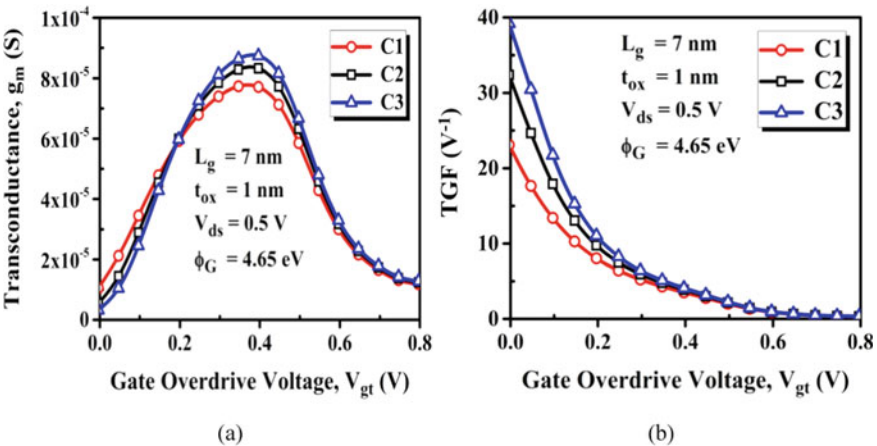 1x10⁻⁴
8x10⁻⁵
6x10⁻⁵
4x10⁻⁵
2x10⁻⁵
0
Transconductance, gₘ (S)
C1
C2
C3
L_g = 7 nm
t_ox = 1 nm
V_ds = 0.5 V
ϕ_G = 4.65 eV
0.0 0.2 0.4 0.6 0.8
Gate Overdrive Voltage, V_gt (V)
(a)
40
30
20
10
0
TGF (V⁻¹)
L_g = 7 nm
t_ox = 1 nm
V_ds = 0.5 V
ϕ_G = 4.65 eV
C1
C2
C3
0.0 0.2 0.4 0.6 0.8
Gate Overdrive Voltage, V_gt (V)
(b)